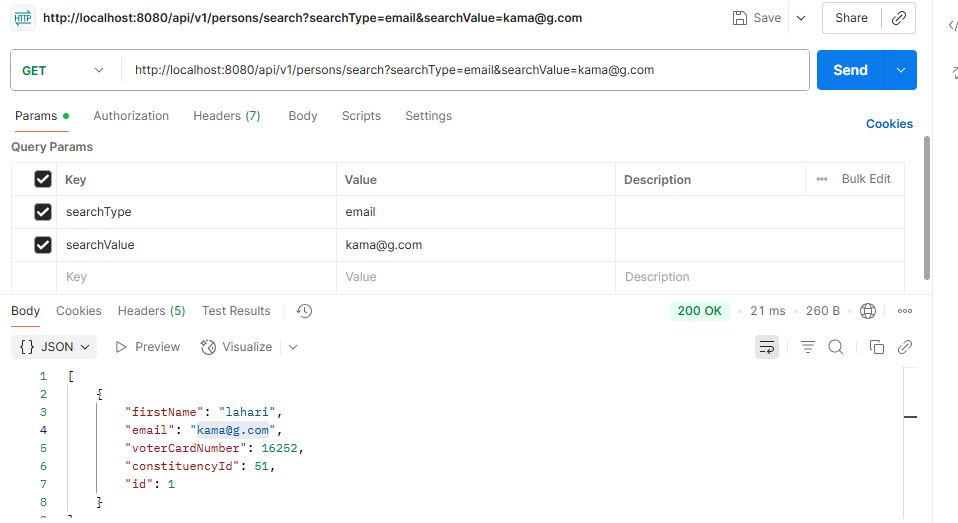 HTTP http://localhost:8080/api/v1/persons/search?searchType=email&searchValue=kama@g.com Save Share
GET http://localhost:8080/api/v1/persons/search?searchType=email&searchValue=kama@g.com Send
Params Authorization Headers (7) Body Scripts Settings Cookies
Query Params
Key Value Description Bulk Edit
searchType email
searchValue kama@g.com
Key Value Description
Body Cookies Headers (5) Test Results 200 OK 21 ms 260 B
{} JSON Preview Visualize
1 [
2 {
3 "firstName": "lahari",
4 "email": "kama@g.com",
5 "voterCardNumber": 16252,
6 "constituencyId": 51,
7 "id": 1
8 }